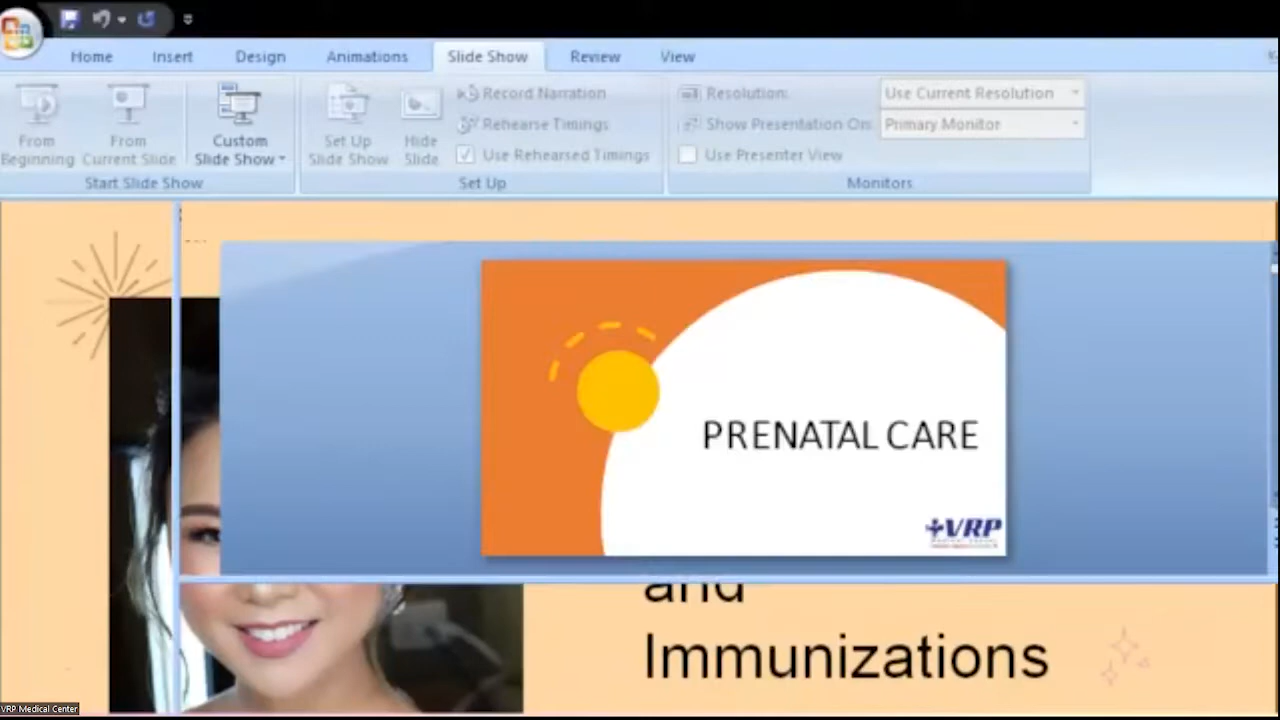 Home Insert Design Animations Slide Show Review View
From Beginning
From Current Slide
Custom Slide Show
Set Up Slide Show
Hide Slide
Record Narration
Rehearse Timings
Use Rehearsed Timings
Resolution:
Use Current Resolution
Show Presentation On:
Primary Monitor
Use Presenter View
Start Slide Show
Set Up
Monitors
PRENATAL CARE
VRP
and
Immunizations
VRP Medical Center